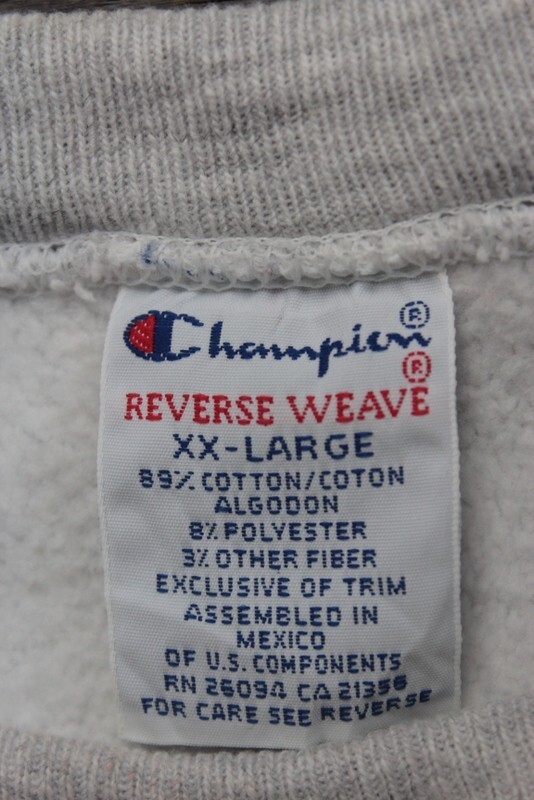 Champion®
REVERSE WEAVE®
XX-LARGE
89% COTTON/COTON
ALGODON
8% POLYESTER
3% OTHER FIBER
EXCLUSIVE OF TRIM
ASSEMBLED IN
MEXICO
OF U.S. COMPONENTS
RN 26094 CA 21356
FOR CARE SEE REVERSE